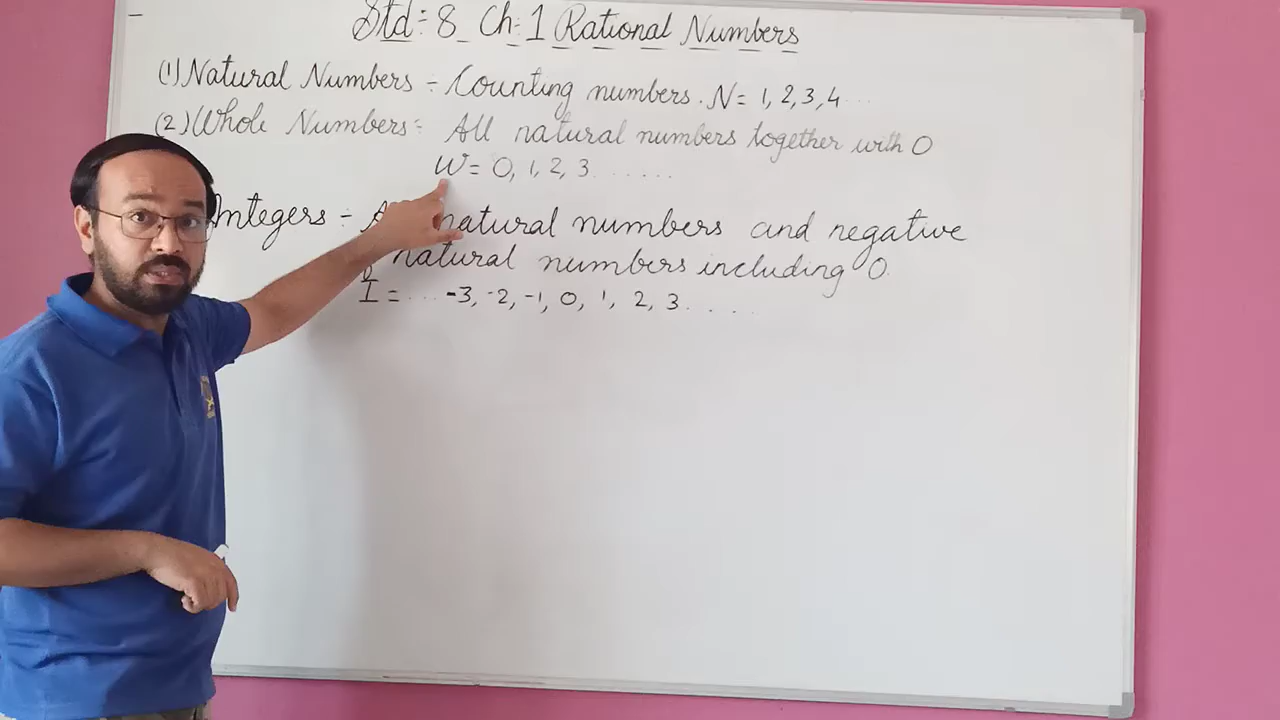 Std:- 8 Ch:- 1 Rational Numbers
(1) Natural Numbers :- Counting numbers. N = 1, 2, 3, 4 ...
(2) Whole Numbers :- All natural numbers together with 0
W = 0, 1, 2, 3.......
Integers :- natural numbers and negative
natural numbers including 0.
I = ... -3, -2, -1, 0, 1, 2, 3.....